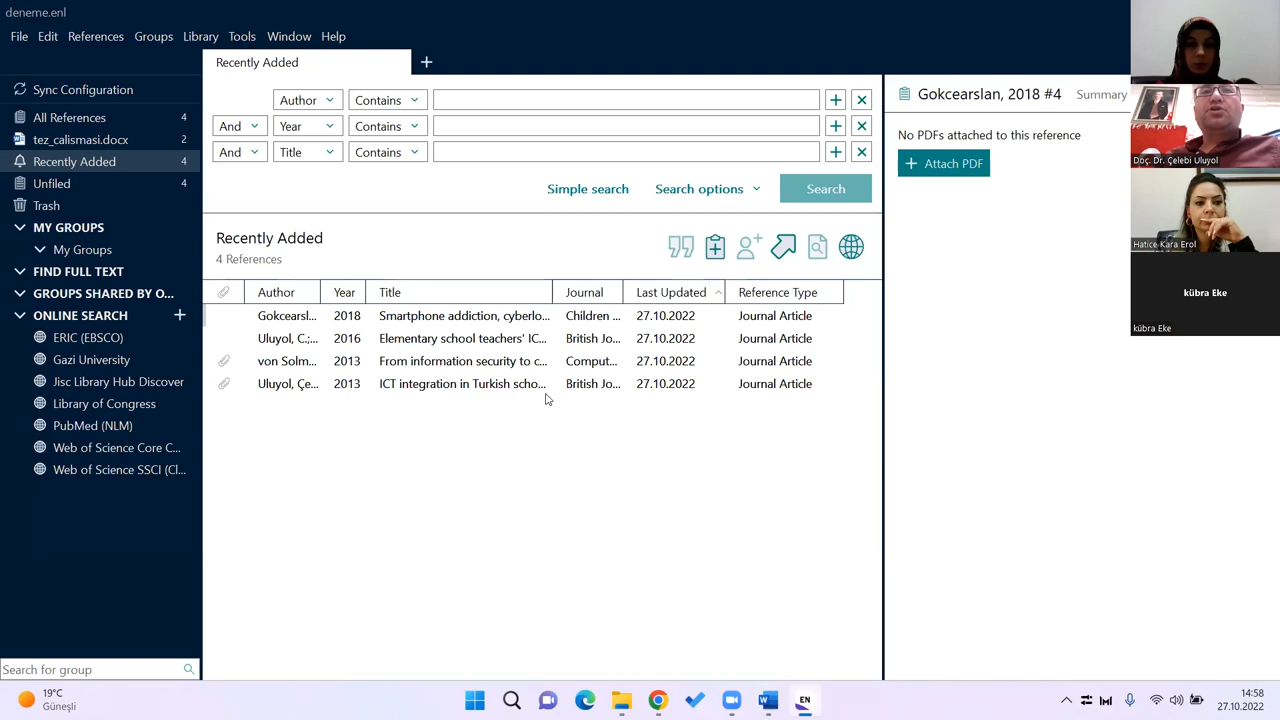 deneme.enl
File Edit References Groups Library Tools Window Help
Sync Configuration
All References 4
tez_calismasi.docx 2
Recently Added 4
Unfiled 4
Trash
MY GROUPS
My Groups
FIND FULL TEXT
GROUPS SHARED BY O...
ONLINE SEARCH +
ERIC (EBSCO)
Gazi University
Jisc Library Hub Discover
Library of Congress
PubMed (NLM)
Web of Science Core C...
Web of Science SSCI (Cl...
Search for group
Recently Added
Author Contains
And Year Contains
And Title Contains
Simple search Search options Search
Recently Added
4 References
Author Year Title Journal Last Updated Reference Type
Gokcearsl... 2018 Smartphone addiction, cyberlo... Children ... 27.10.2022 Journal Article
Uluyol, C.;... 2016 Elementary school teachers' IC... British Jo... 27.10.2022 Journal Article
von Solm... 2013 From information security to c... Comput... 27.10.2022 Journal Article
Uluyol, Çe... 2013 ICT integration in Turkish scho... British Jo... 27.10.2022 Journal Article
Gokcearslan, 2018 #4 Summary
No PDFs attached to this reference
+ Attach PDF
Doç. Dr. Çelebi Uluyol
Hatice Kara Erol
kübra Eke
kübra Eke
19°C
Güneşli
EN
14:58
27.10.2022